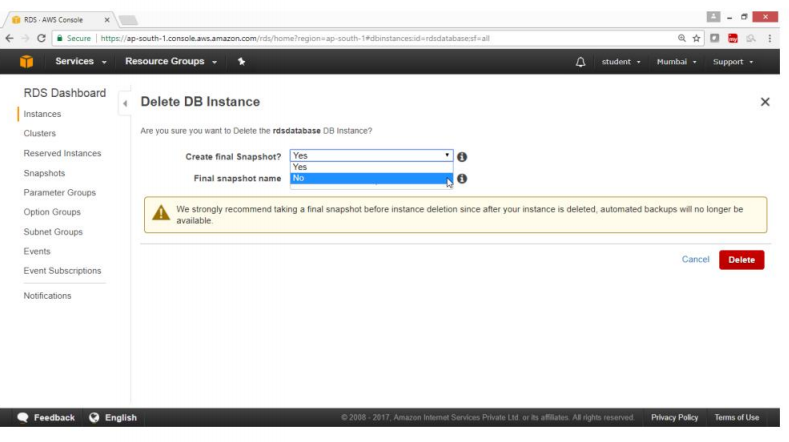 RDS · AWS Console
Secure https://ap-south-1.console.aws.amazon.com/rds/home?region=ap-south-1#dbinstances:id=rdsdatabase;sf=all
Services Resource Groups student Mumbai Support
RDS Dashboard
Instances
Clusters
Reserved Instances
Snapshots
Parameter Groups
Option Groups
Subnet Groups
Events
Event Subscriptions
Notifications
Delete DB Instance
Are you sure you want to Delete the rdsdatabase DB Instance?
Create final Snapshot? Yes
Yes
Final snapshot name No
We strongly recommend taking a final snapshot before instance deletion since after your instance is deleted, automated backups will no longer be
available.
Cancel Delete
Feedback English © 2008 - 2017, Amazon Internet Services Private Ltd. or its affiliates. All rights reserved. Privacy Policy Terms of Use